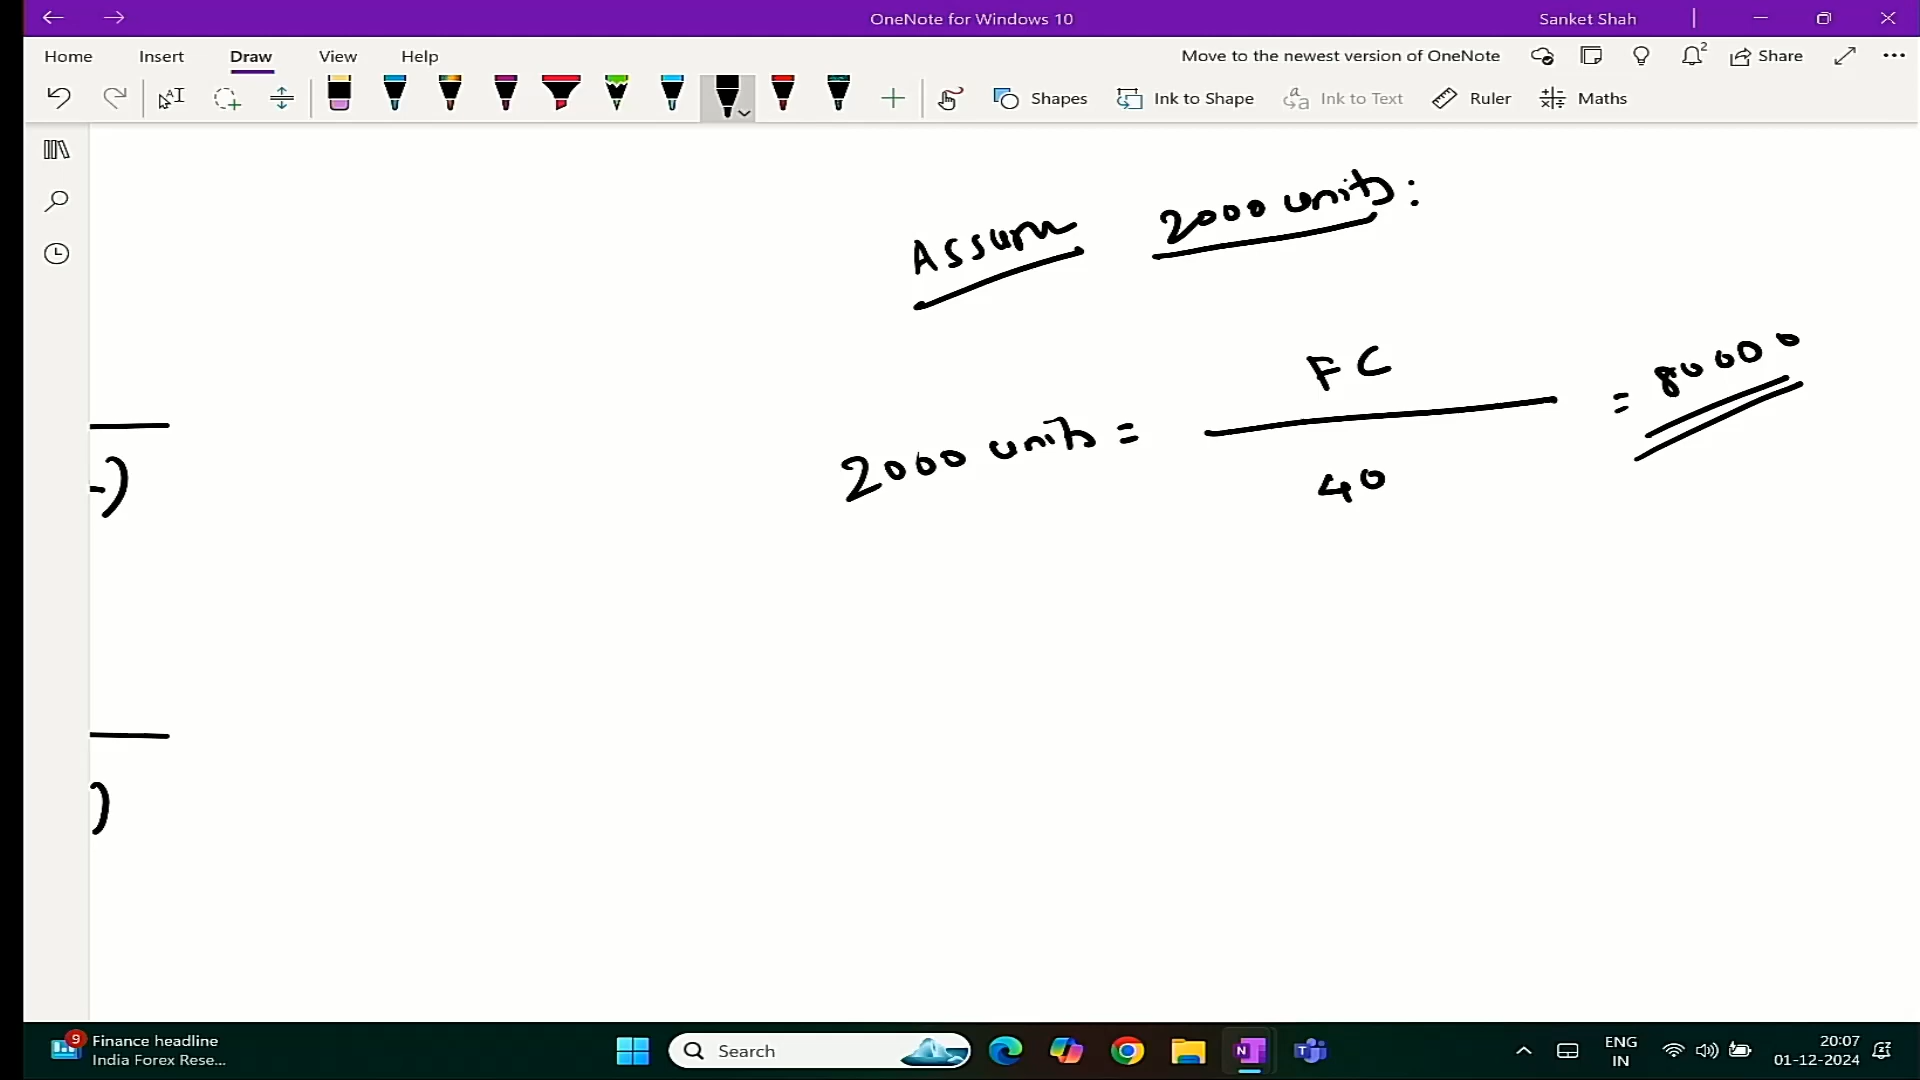 OneNote for Windows 10
Sanket Shah
Home Insert Draw View Help
Move to the newest version of OneNote
2
Share
Shapes
Ink to Shape
Ink to Text
Ruler
Maths
Assum 2000 units:
FC
2000 units = = 80000
40
-)
)
9
Finance headline
India Forex Rese...
Search
ENG
IN
20:07
01-12-2024